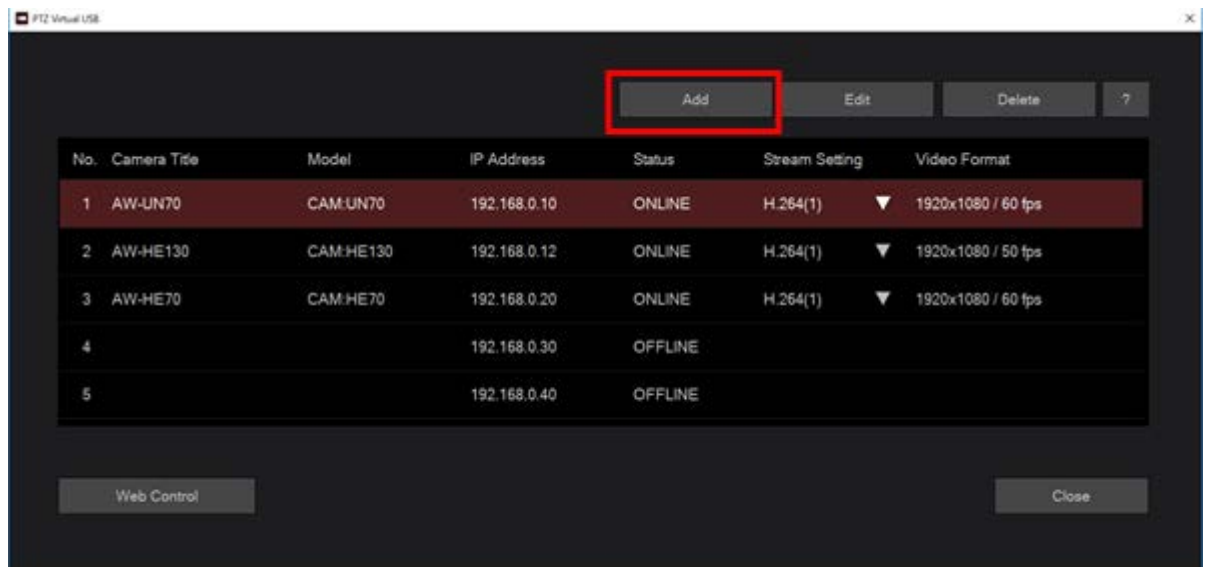 PTZ Virtual USB
Add Edit Delete ?
No. Camera Title Model IP Address Status Stream Setting Video Format
1 AW-UN70 CAM:UN70 192.168.0.10 ONLINE H.264(1) ▼ 1920x1080 / 60 fps
2 AW-HE130 CAM:HE130 192.168.0.12 ONLINE H.264(1) ▼ 1920x1080 / 50 fps
3 AW-HE70 CAM:HE70 192.168.0.20 ONLINE H.264(1) ▼ 1920x1080 / 60 fps
4 192.168.0.30 OFFLINE
5 192.168.0.40 OFFLINE
Web Control Close